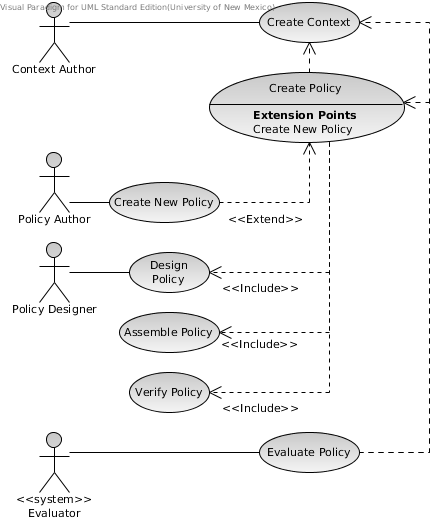 Visual Paradigm for UML Standard Edition(University of New Mexico)
Create Context
Context Author
Create Policy
Extension Points
Create New Policy
Create New Policy
Policy Author
<<Extend>>
Design
Policy
<<Include>>
Policy Designer
Assemble Policy
<<Include>>
Verify Policy
<<Include>>
Evaluate Policy
<<system>>
Evaluator